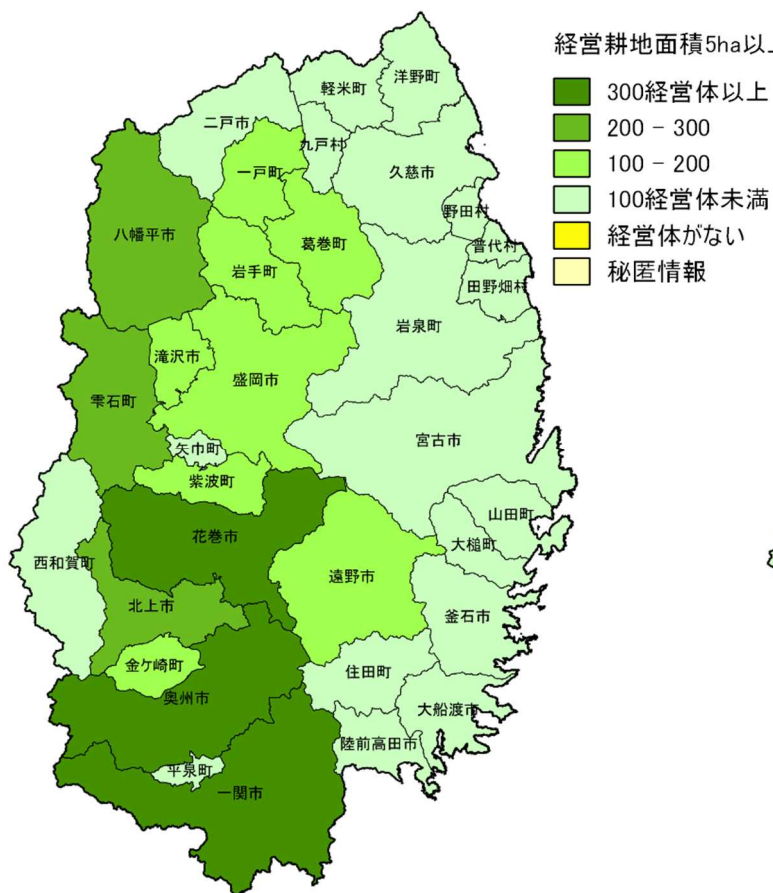 経営耕地面積5ha以上
300経営体以上
200 − 300
100 − 200
100経営体未満
経営体がない
秘匿情報
洋野町
軽米町
二戸市
九戸村
一戸町
久慈市
野田村
八幡平市
葛巻町
普代村
岩手町
田野畑村
岩泉町
滝沢市
盛岡市
雫石町
宮古市
矢巾町
紫波町
山田町
花巻市
大槌町
西和賀町
遠野市
北上市
釜石市
金ケ崎町
住田町
奥州市
大船渡市
陸前高田市
平泉町
一関市